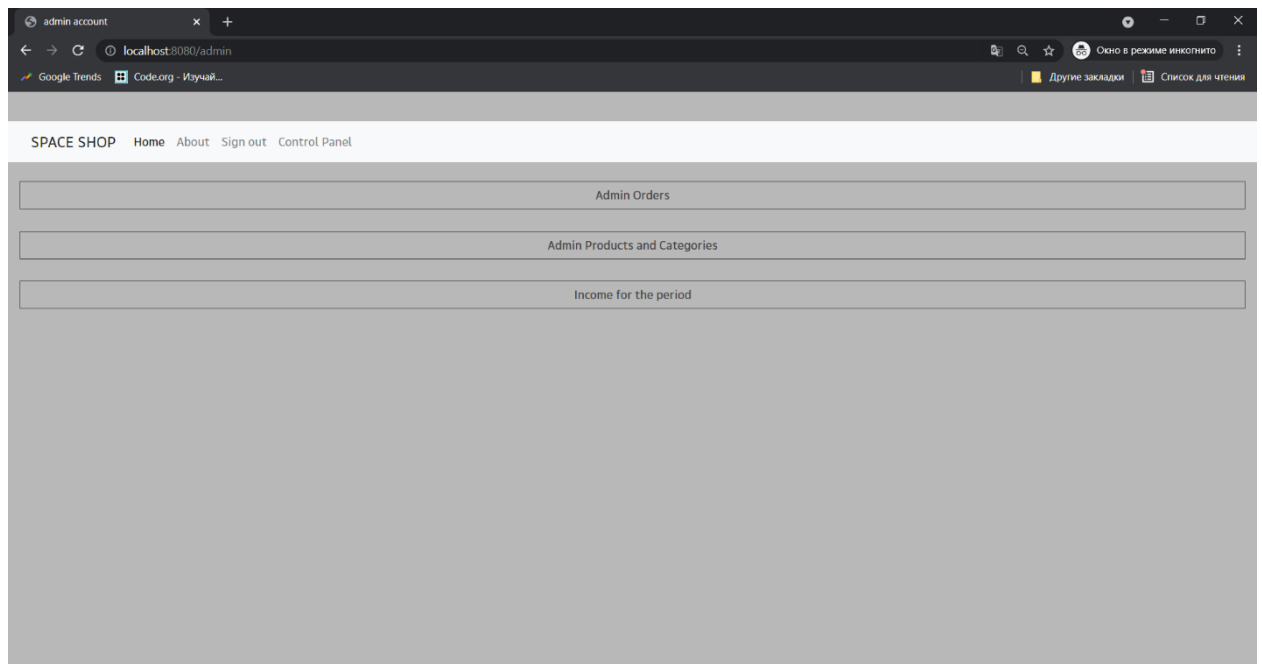 admin account
localhost:8080/admin
Окно в режиме инкогнито
Google Trends Code.org - Изучай...
Другие закладки Список для чтения
SPACE SHOP Home About Sign out Control Panel
Admin Orders
Admin Products and Categories
Income for the period